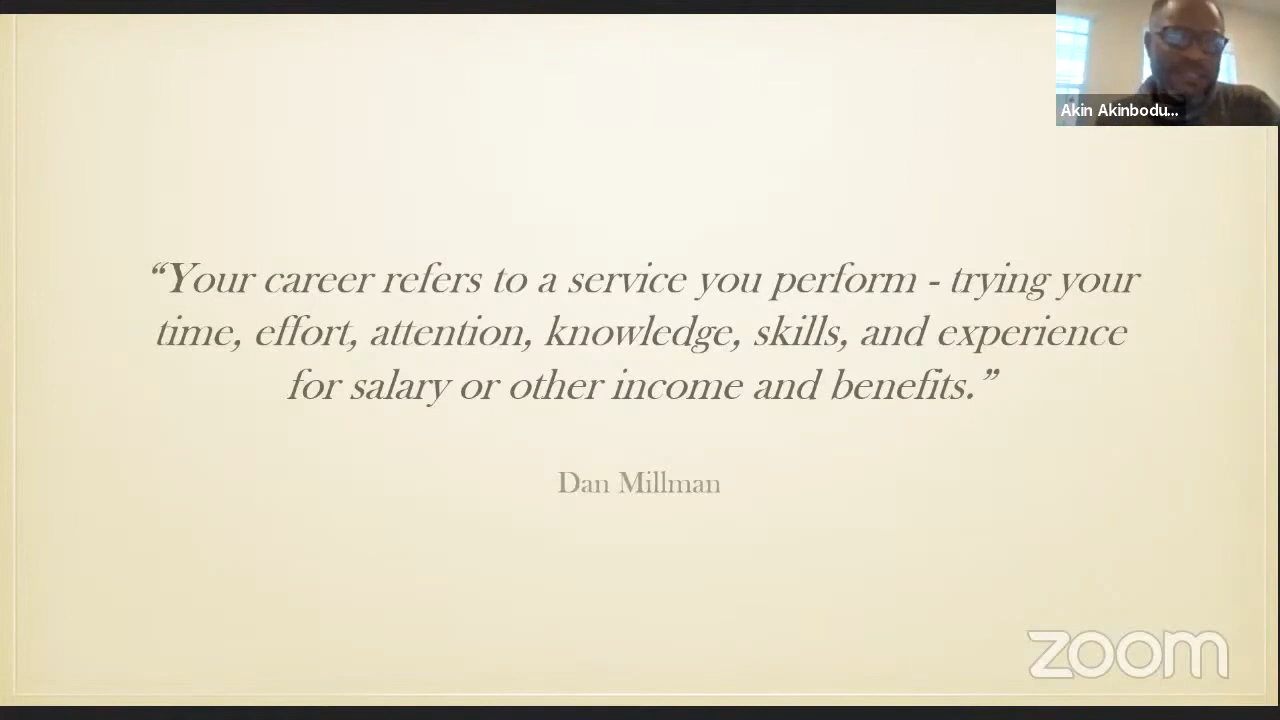 Akin Akinbodu...
“Your career refers to a service you perform - trying your
time, effort, attention, knowledge, skills, and experience
for salary or other income and benefits.”
Dan Millman
zoom